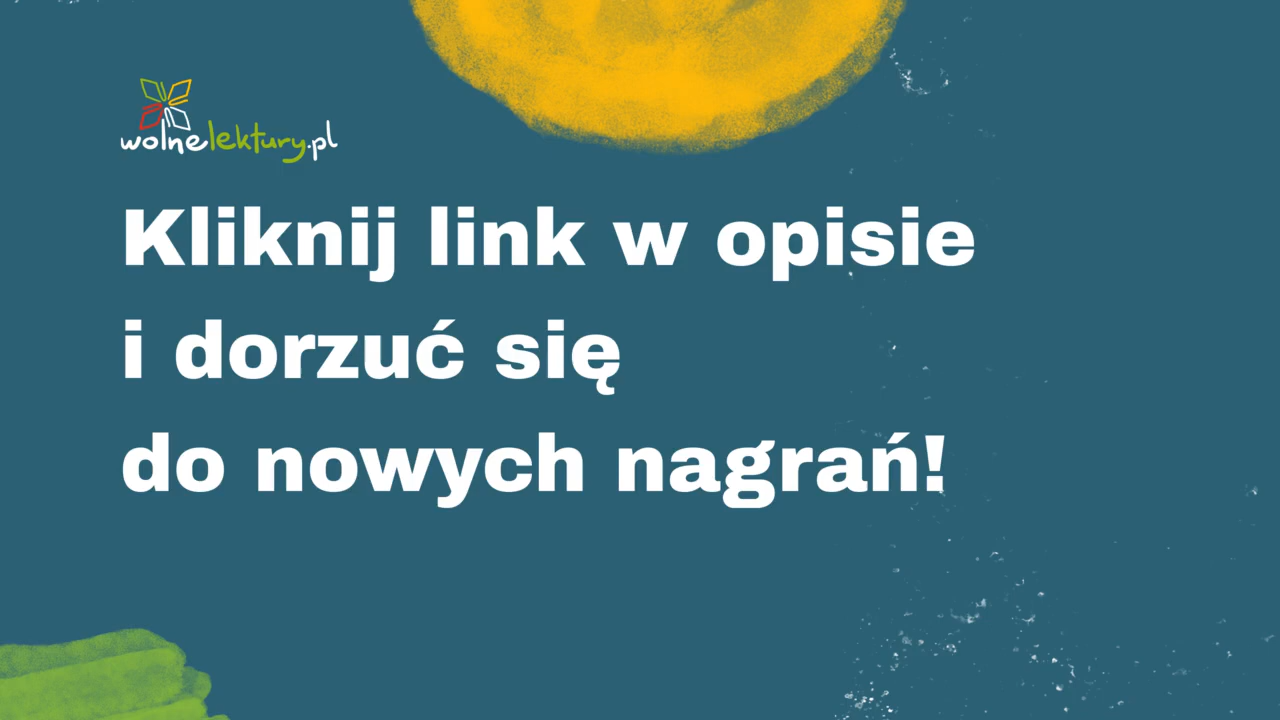 wolnelektury.pl
Kliknij link w opisie
i dorzuć się
do nowych nagrań!